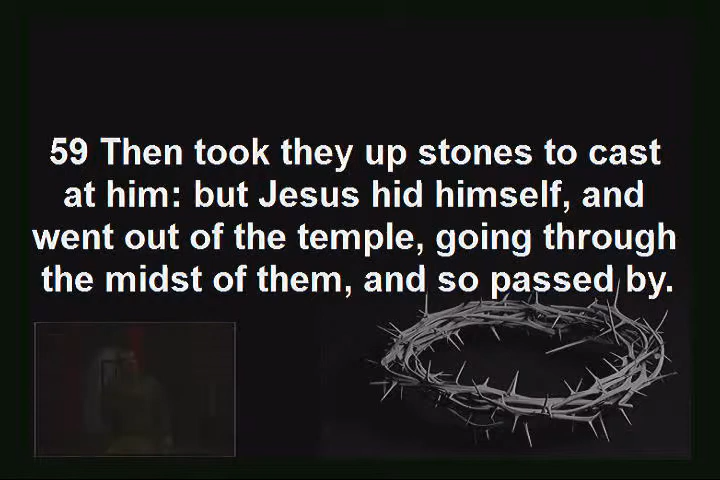 59 Then took they up stones to cast
at him: but Jesus hid himself, and
went out of the temple, going through
the midst of them, and so passed by.